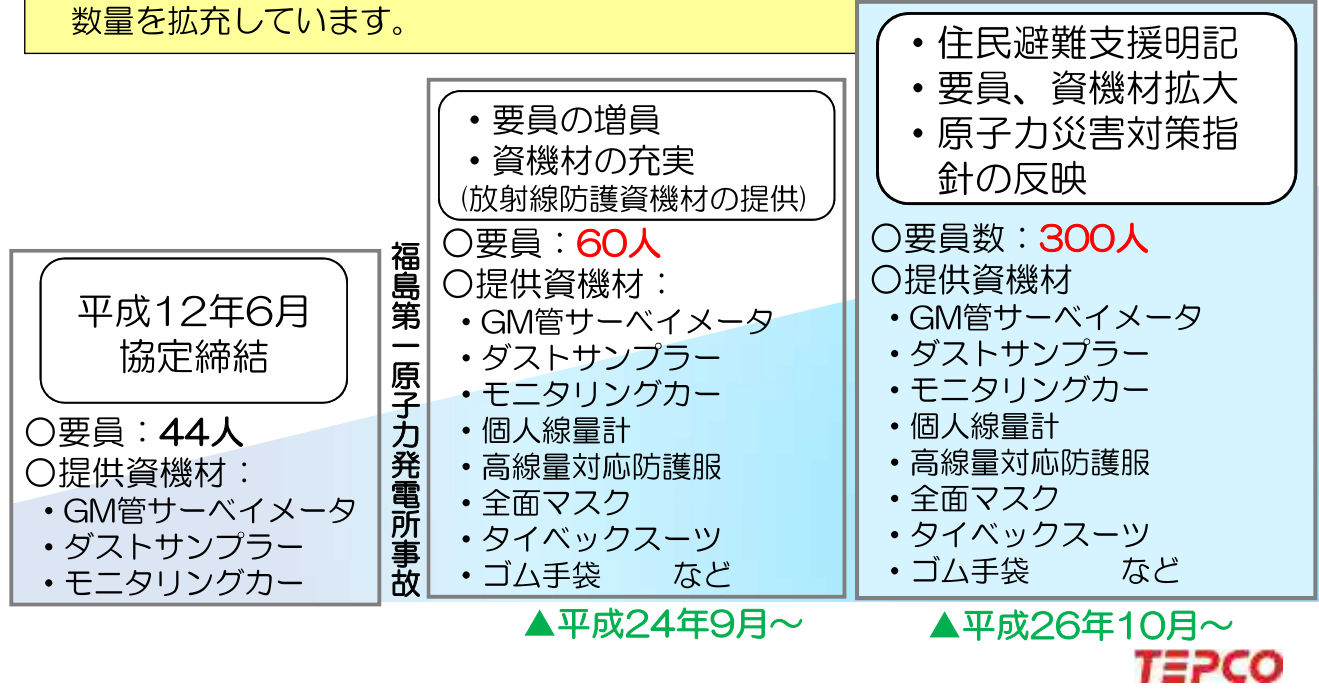 数量を拡充しています。
平成12年6月
協定締結
○要員：44人
○提供資機材：
・GM管サーベイメータ
・ダストサンプラー
・モニタリングカー
福島第一原子力発電所事故
・要員の増員
・資機材の充実
(放射線防護資機材の提供)
○要員：60人
○提供資機材：
・GM管サーベイメータ
・ダストサンプラー
・モニタリングカー
・個人線量計
・高線量対応防護服
・全面マスク
・タイベックスーツ
・ゴム手袋　　など
▲平成24年9月～
・住民避難支援明記
・要員、資機材拡大
・原子力災害対策指
針の反映
○要員数：300人
○提供資機材
・GM管サーベイメータ
・ダストサンプラー
・モニタリングカー
・個人線量計
・高線量対応防護服
・全面マスク
・タイベックスーツ
・ゴム手袋　　など
▲平成26年10月～
TEPCO